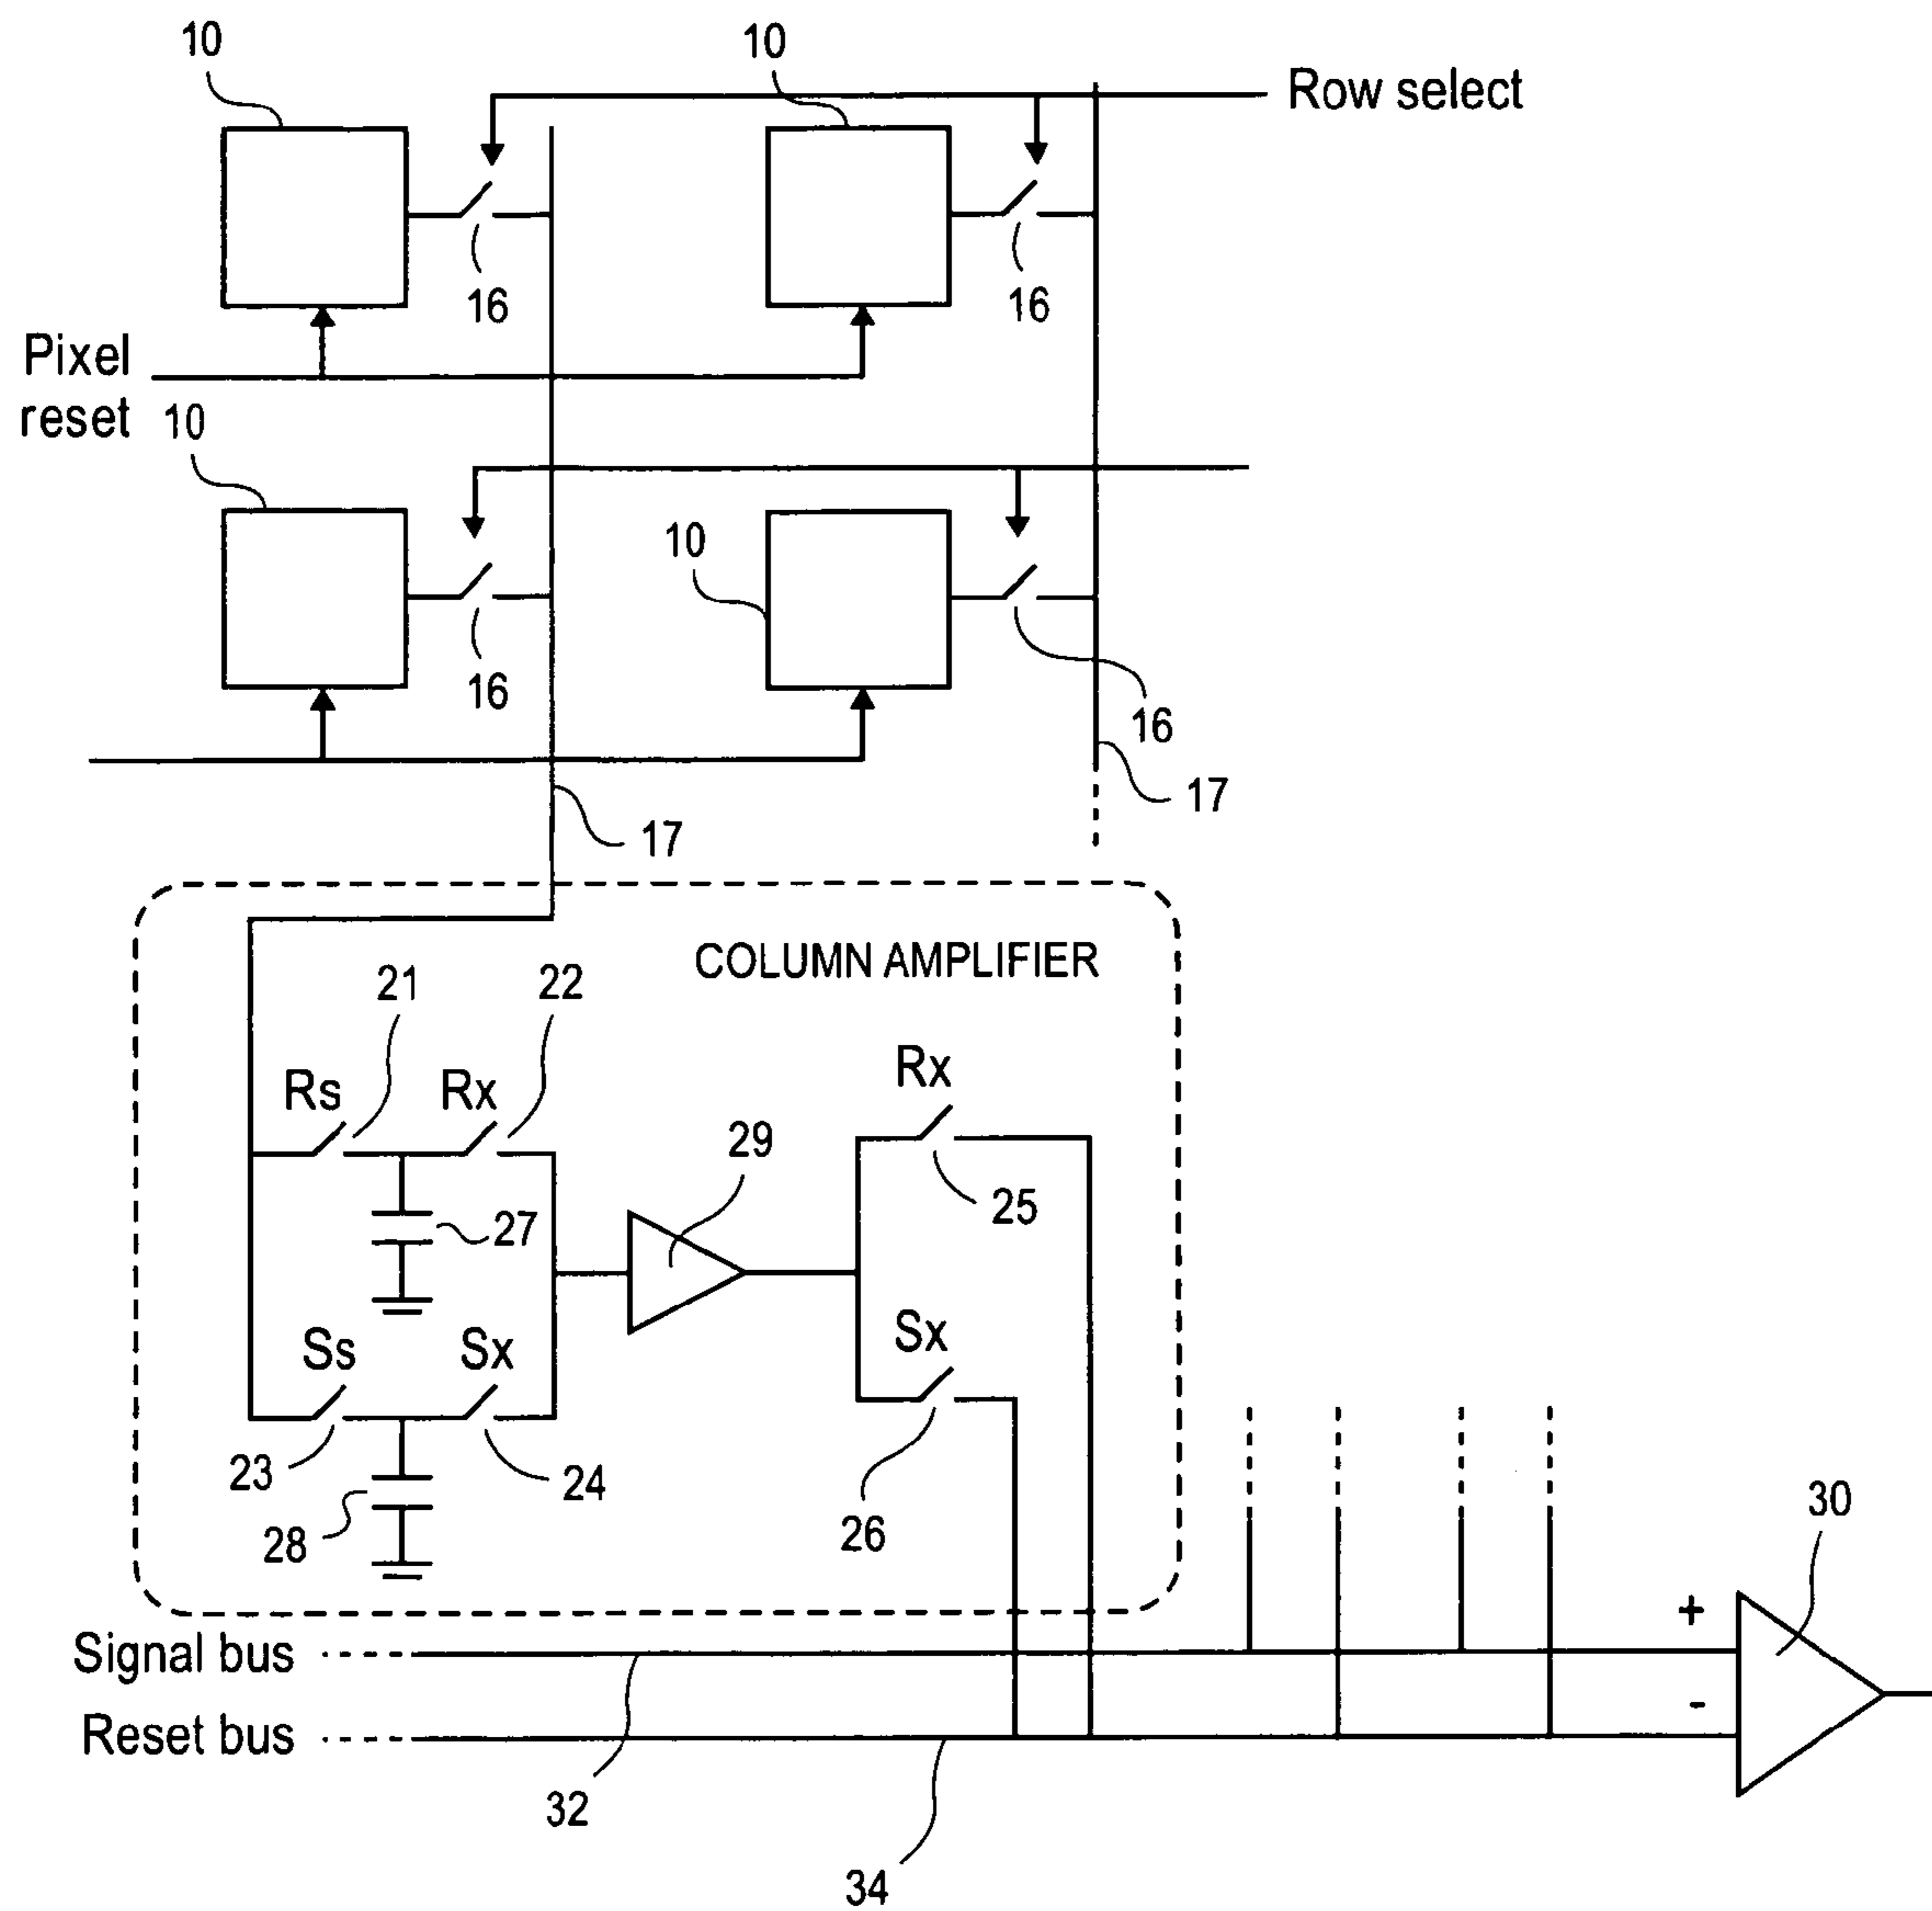 10
10
Row select
16
16
Pixel
reset
10
10
16
16
17
17
COLUMN AMPLIFIER
21
22
Rs
Rx
Rx
29
25
27
Ss
Sx
Sx
23
24
28
26
30
+
Signal bus
-
Reset bus
32
34